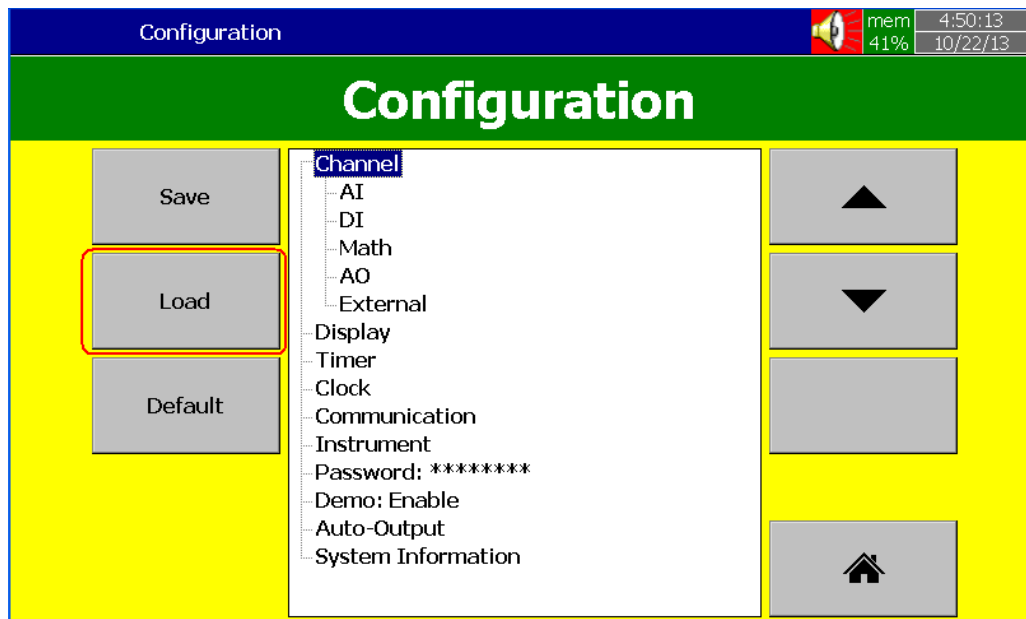 Configuration
mem
41%
4:50:13
10/22/13
Configuration
Save
Load
Default
Channel
AI
DI
Math
AO
External
Display
Timer
Clock
Communication
Instrument
Password: ********
Demo: Enable
Auto-Output
System Information